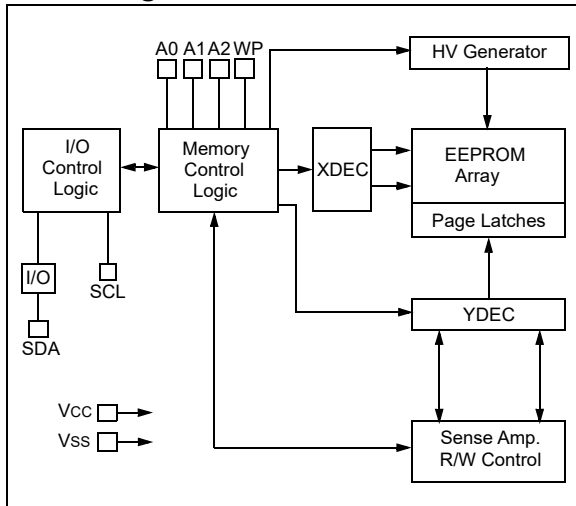 A0 A1 A2 WP
HV Generator
I/O
Control
Logic
Memory
Control
Logic
XDEC
EEPROM
Array
Page Latches
I/O
SCL
SDA
YDEC
Vcc
Vss
Sense Amp.
R/W Control